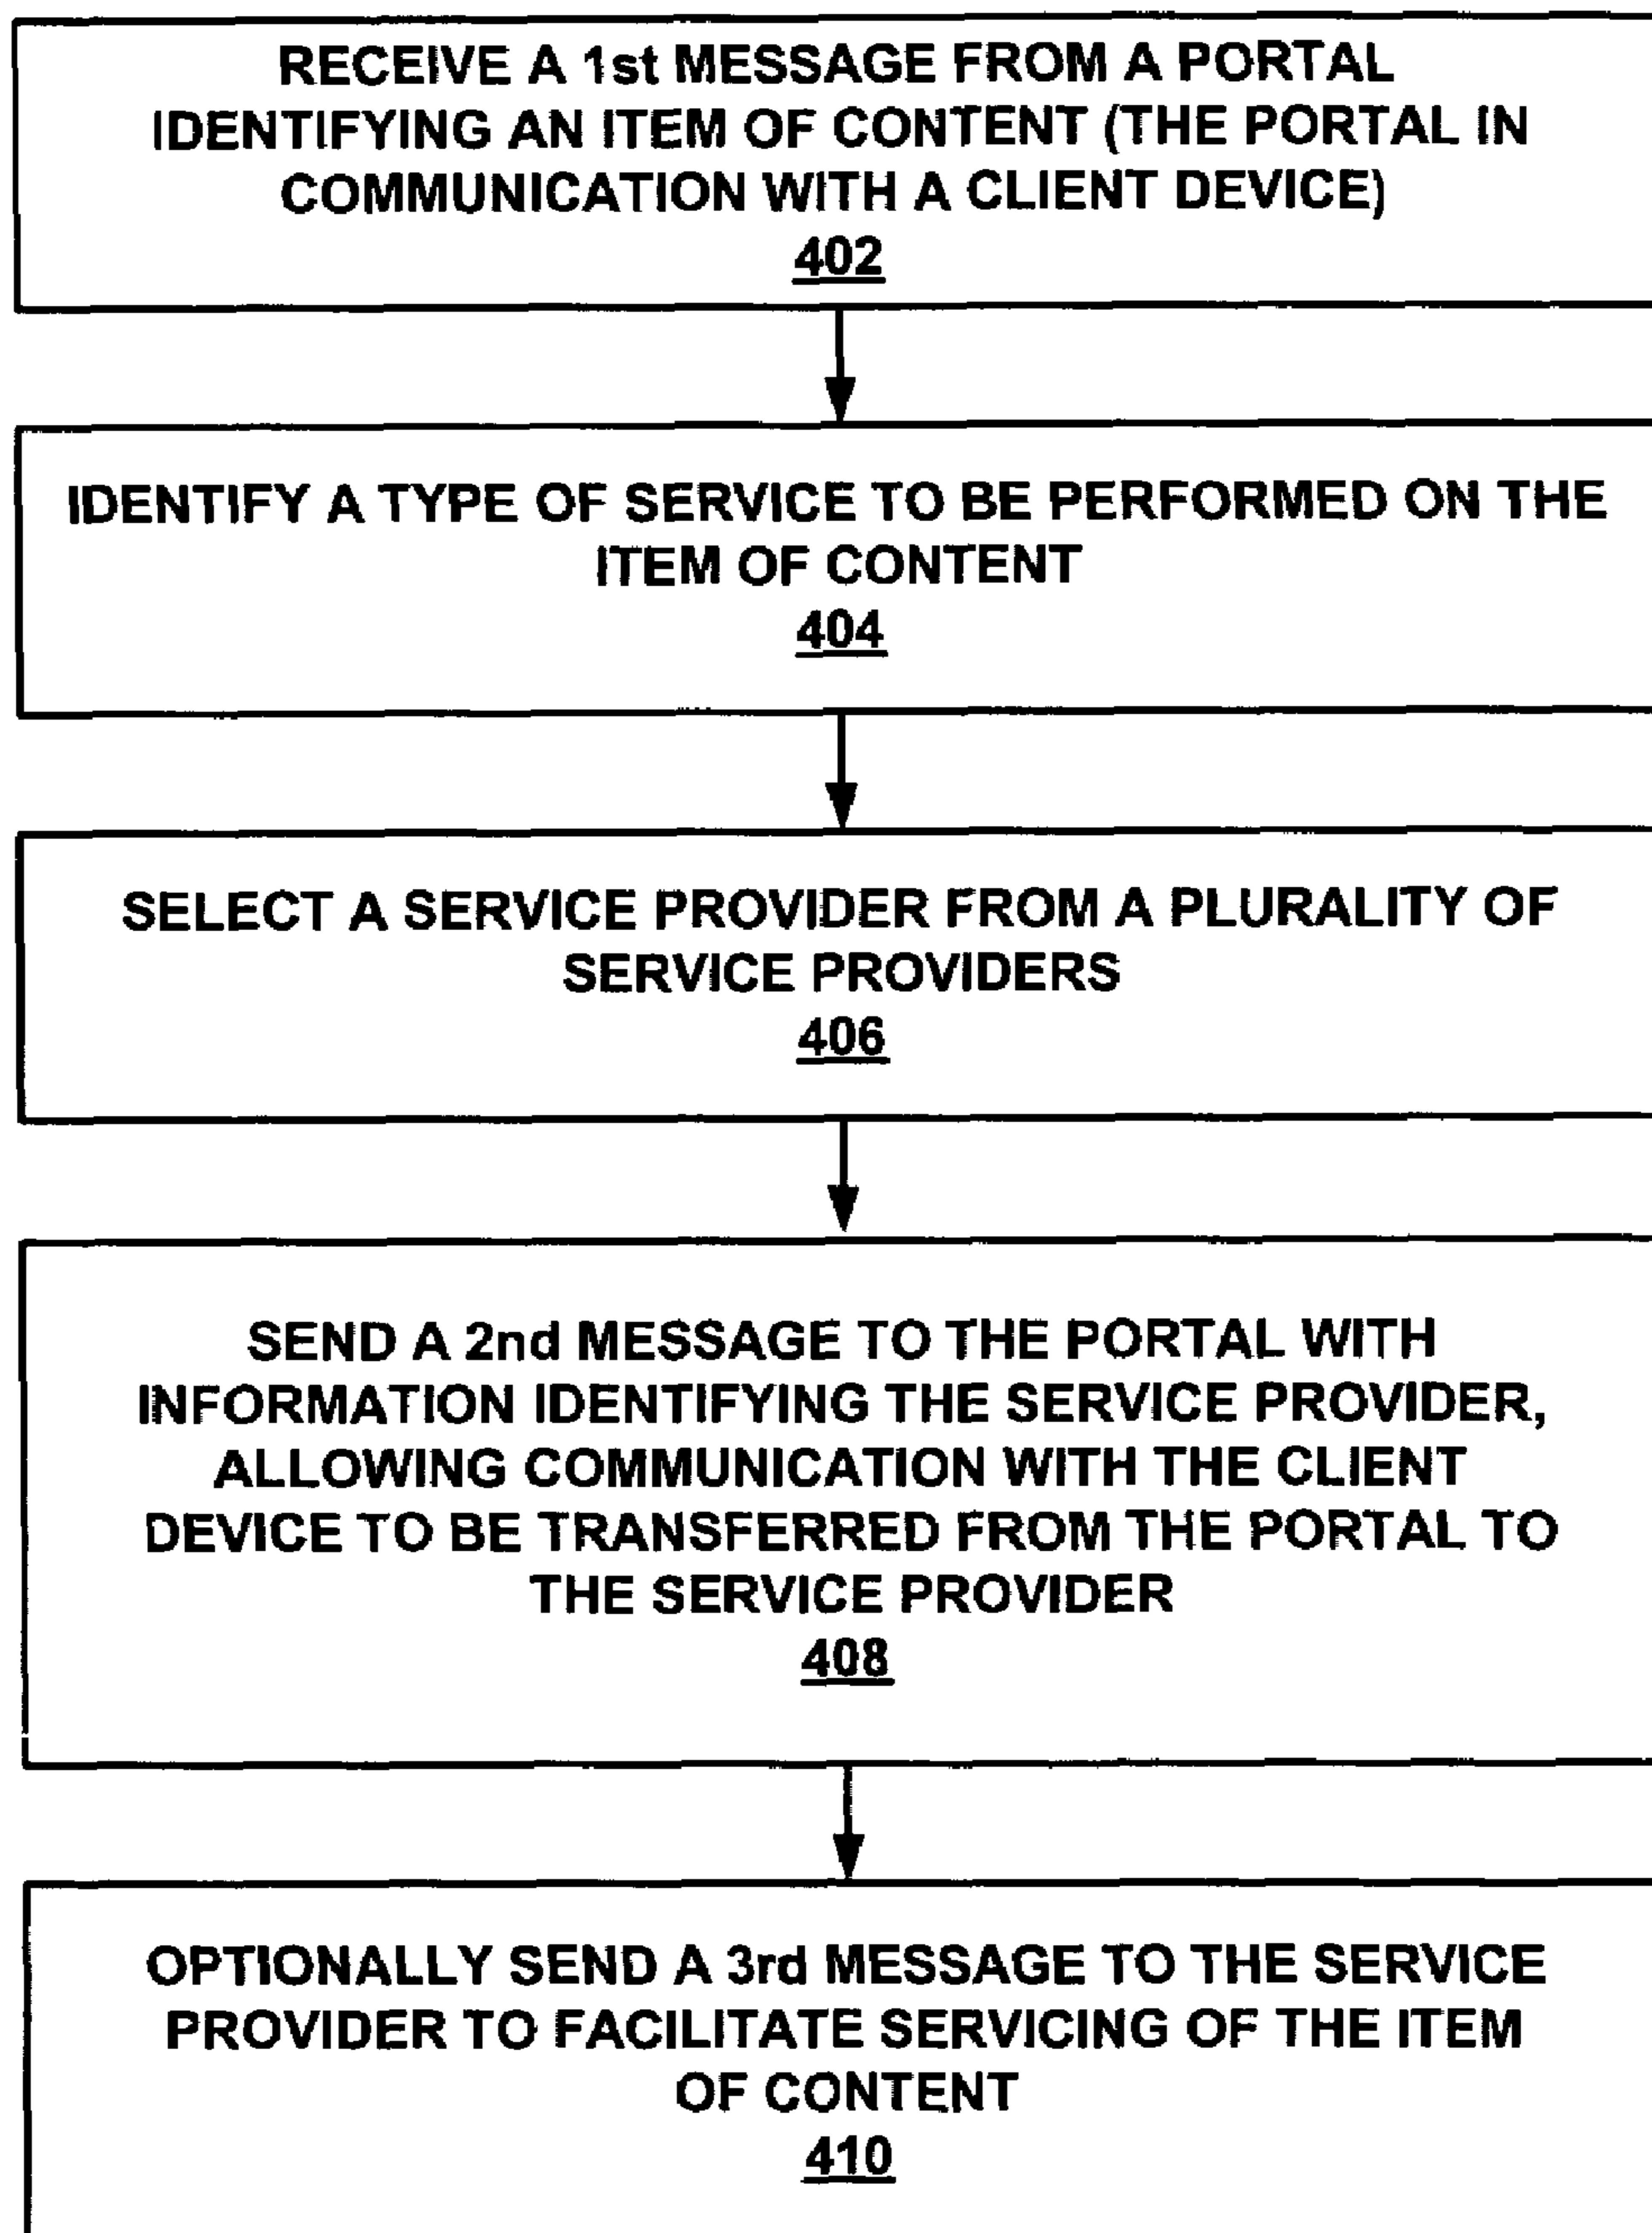 RECEIVE A 1st MESSAGE FROM A PORTAL
IDENTIFYING AN ITEM OF CONTENT (THE PORTAL IN
COMMUNICATION WITH A CLIENT DEVICE)
402
IDENTIFY A TYPE OF SERVICE TO BE PERFORMED ON THE
ITEM OF CONTENT
404
SELECT A SERVICE PROVIDER FROM A PLURALITY OF
SERVICE PROVIDERS
406
SEND A 2nd MESSAGE TO THE PORTAL WITH
INFORMATION IDENTIFYING THE SERVICE PROVIDER,
ALLOWING COMMUNICATION WITH THE CLIENT
DEVICE TO BE TRANSFERRED FROM THE PORTAL TO
THE SERVICE PROVIDER
408
OPTIONALLY SEND A 3rd MESSAGE TO THE SERVICE
PROVIDER TO FACILITATE SERVICING OF THE ITEM
OF CONTENT
410